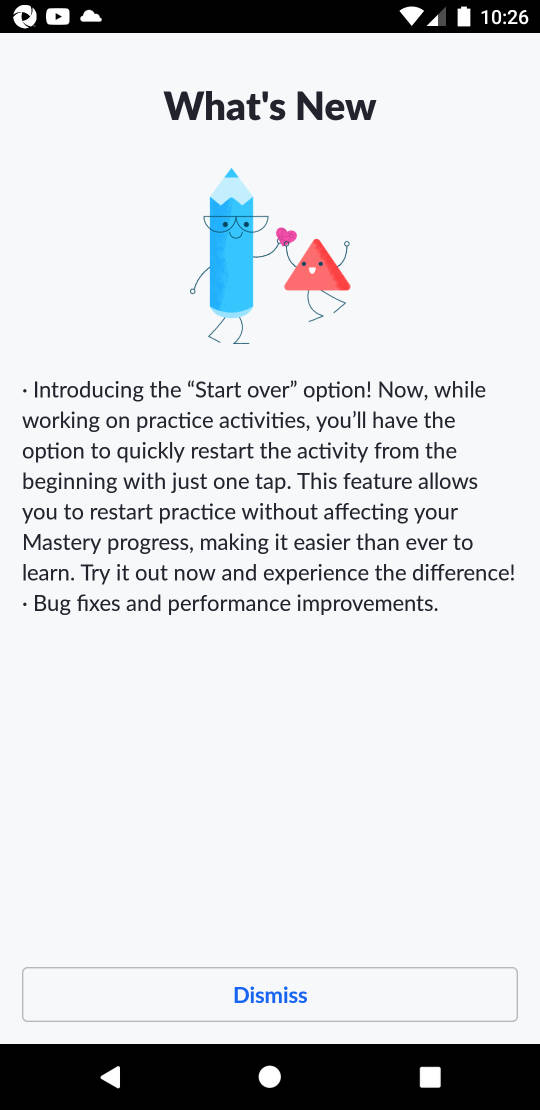 10:26
What's New
· Introducing the “Start over” option! Now, while
working on practice activities, you’ll have the
option to quickly restart the activity from the
beginning with just one tap. This feature allows
you to restart practice without affecting your
Mastery progress, making it easier than ever to
learn. Try it out now and experience the difference!
· Bug fixes and performance improvements.
Dismiss